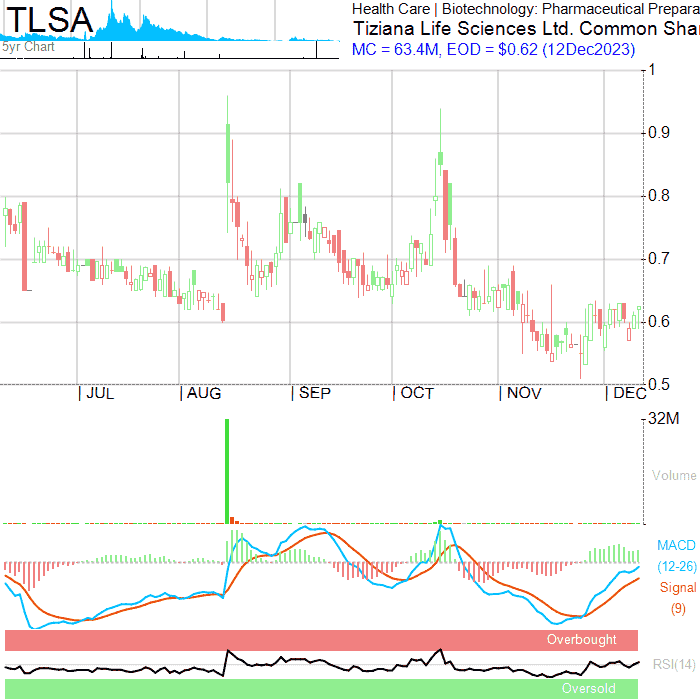 TLSA
5yr Chart
Health Care | Biotechnology: Pharmaceutical Prepara
Tiziana Life Sciences Ltd. Common Shar
MC = 63.4M, EOD = $0.62 (12Dec2023)
1
0.9
0.8
0.7
0.6
0.5
| JUL | AUG | SEP | OCT | NOV | DEC
32M
Volume
MACD
(12-26)
Signal
(9)
Overbought
RSI(14)
Oversold